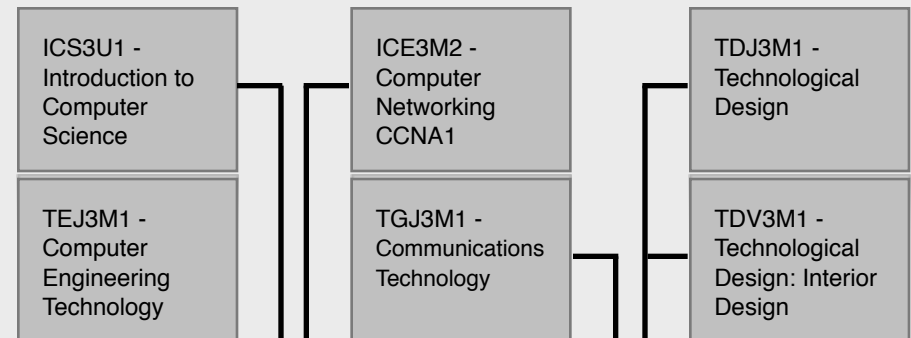 ICS3U1 -
Introduction to
Computer
Science
ICE3M2 -
Computer
Networking
CCNA1
TDJ3M1 -
Technological
Design
TEJ3M1 -
Computer
Engineering
Technology
TGJ3M1 -
Communications
Technology
TDV3M1 -
Technological
Design: Interior
Design